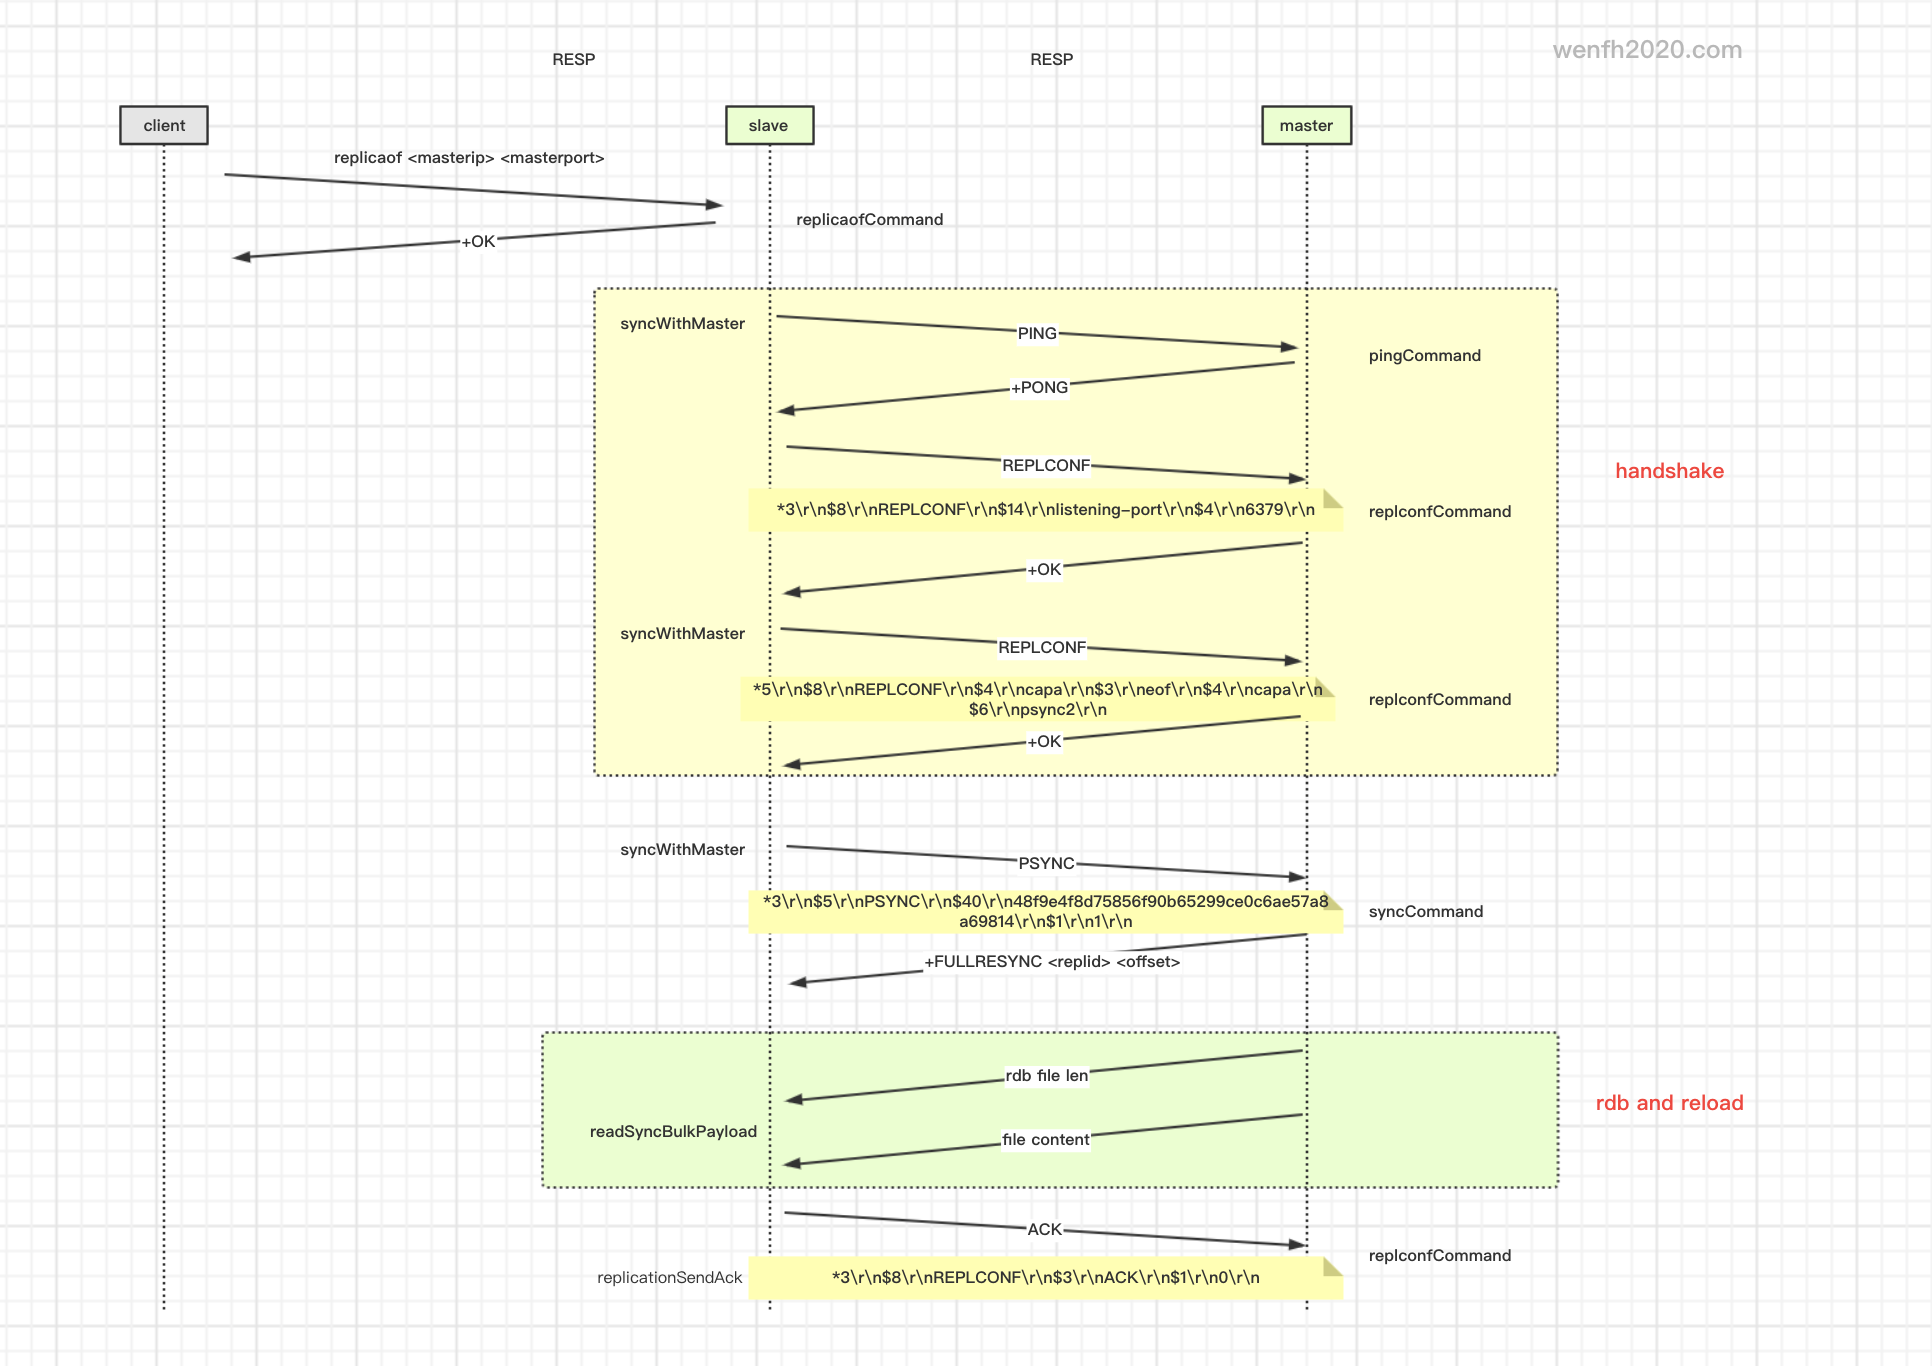 RESP
RESP
wenfh2020.com
client
slave
master
replicaof <masterip> <masterport>
replicaofCommand
+OK
syncWithMaster
PING
pingCommand
+PONG
REPLCONF
handshake
*3\r\n$8\r\nREPLCONF\r\n$14\r\nlistening-port\r\n$4\r\n6379\r\n
replconfCommand
+OK
syncWithMaster
REPLCONF
*5\r\n$8\r\nREPLCONF\r\n$4\r\ncapa\r\n$3\r\neof\r\n$4\r\ncapa\r\n
$6\r\npsync2\r\n
replconfCommand
+OK
syncWithMaster
PSYNC
*3\r\n$5\r\nPSYNC\r\n$40\r\n48f9e4f8d75856f90b65299ce0c6ae57a8
a69814\r\n$1\r\n1\r\n
syncCommand
+FULLRESYNC <replid> <offset>
rdb file len
rdb and reload
readSyncBulkPayload
file content
ACK
replconfCommand
replicationSendAck
*3\r\n$8\r\nREPLCONF\r\n$3\r\nACK\r\n$1\r\n0\r\n